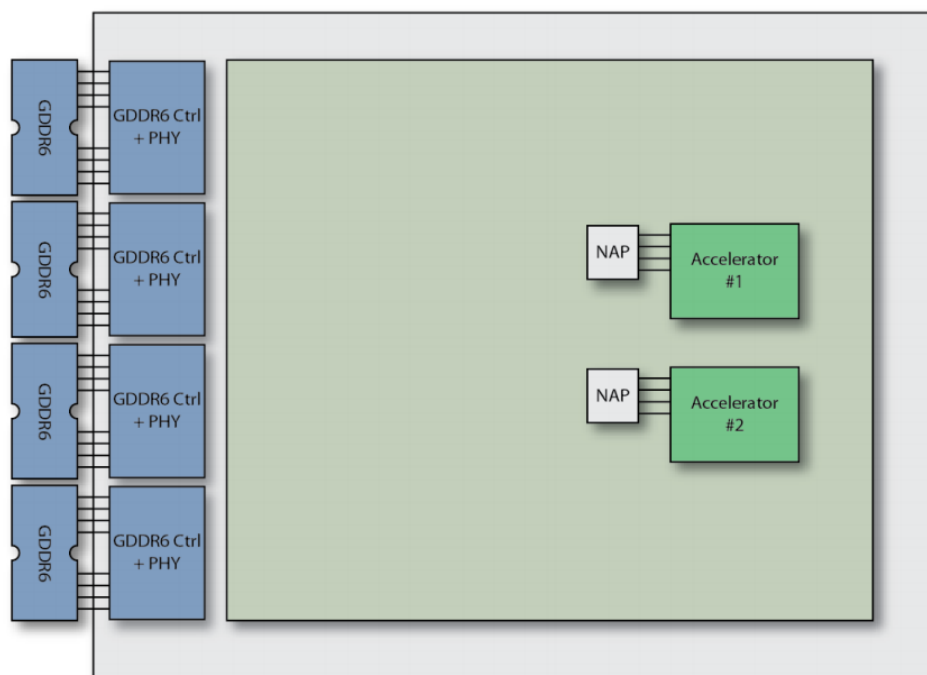 GDDR6
GDDR6 Ctrl
+ PHY
GDDR6
GDDR6 Ctrl
+ PHY
NAP
Accelerator
#1
GDDR6
GDDR6 Ctrl
+ PHY
NAP
Accelerator
#2
GDDR6
GDDR6 Ctrl
+ PHY